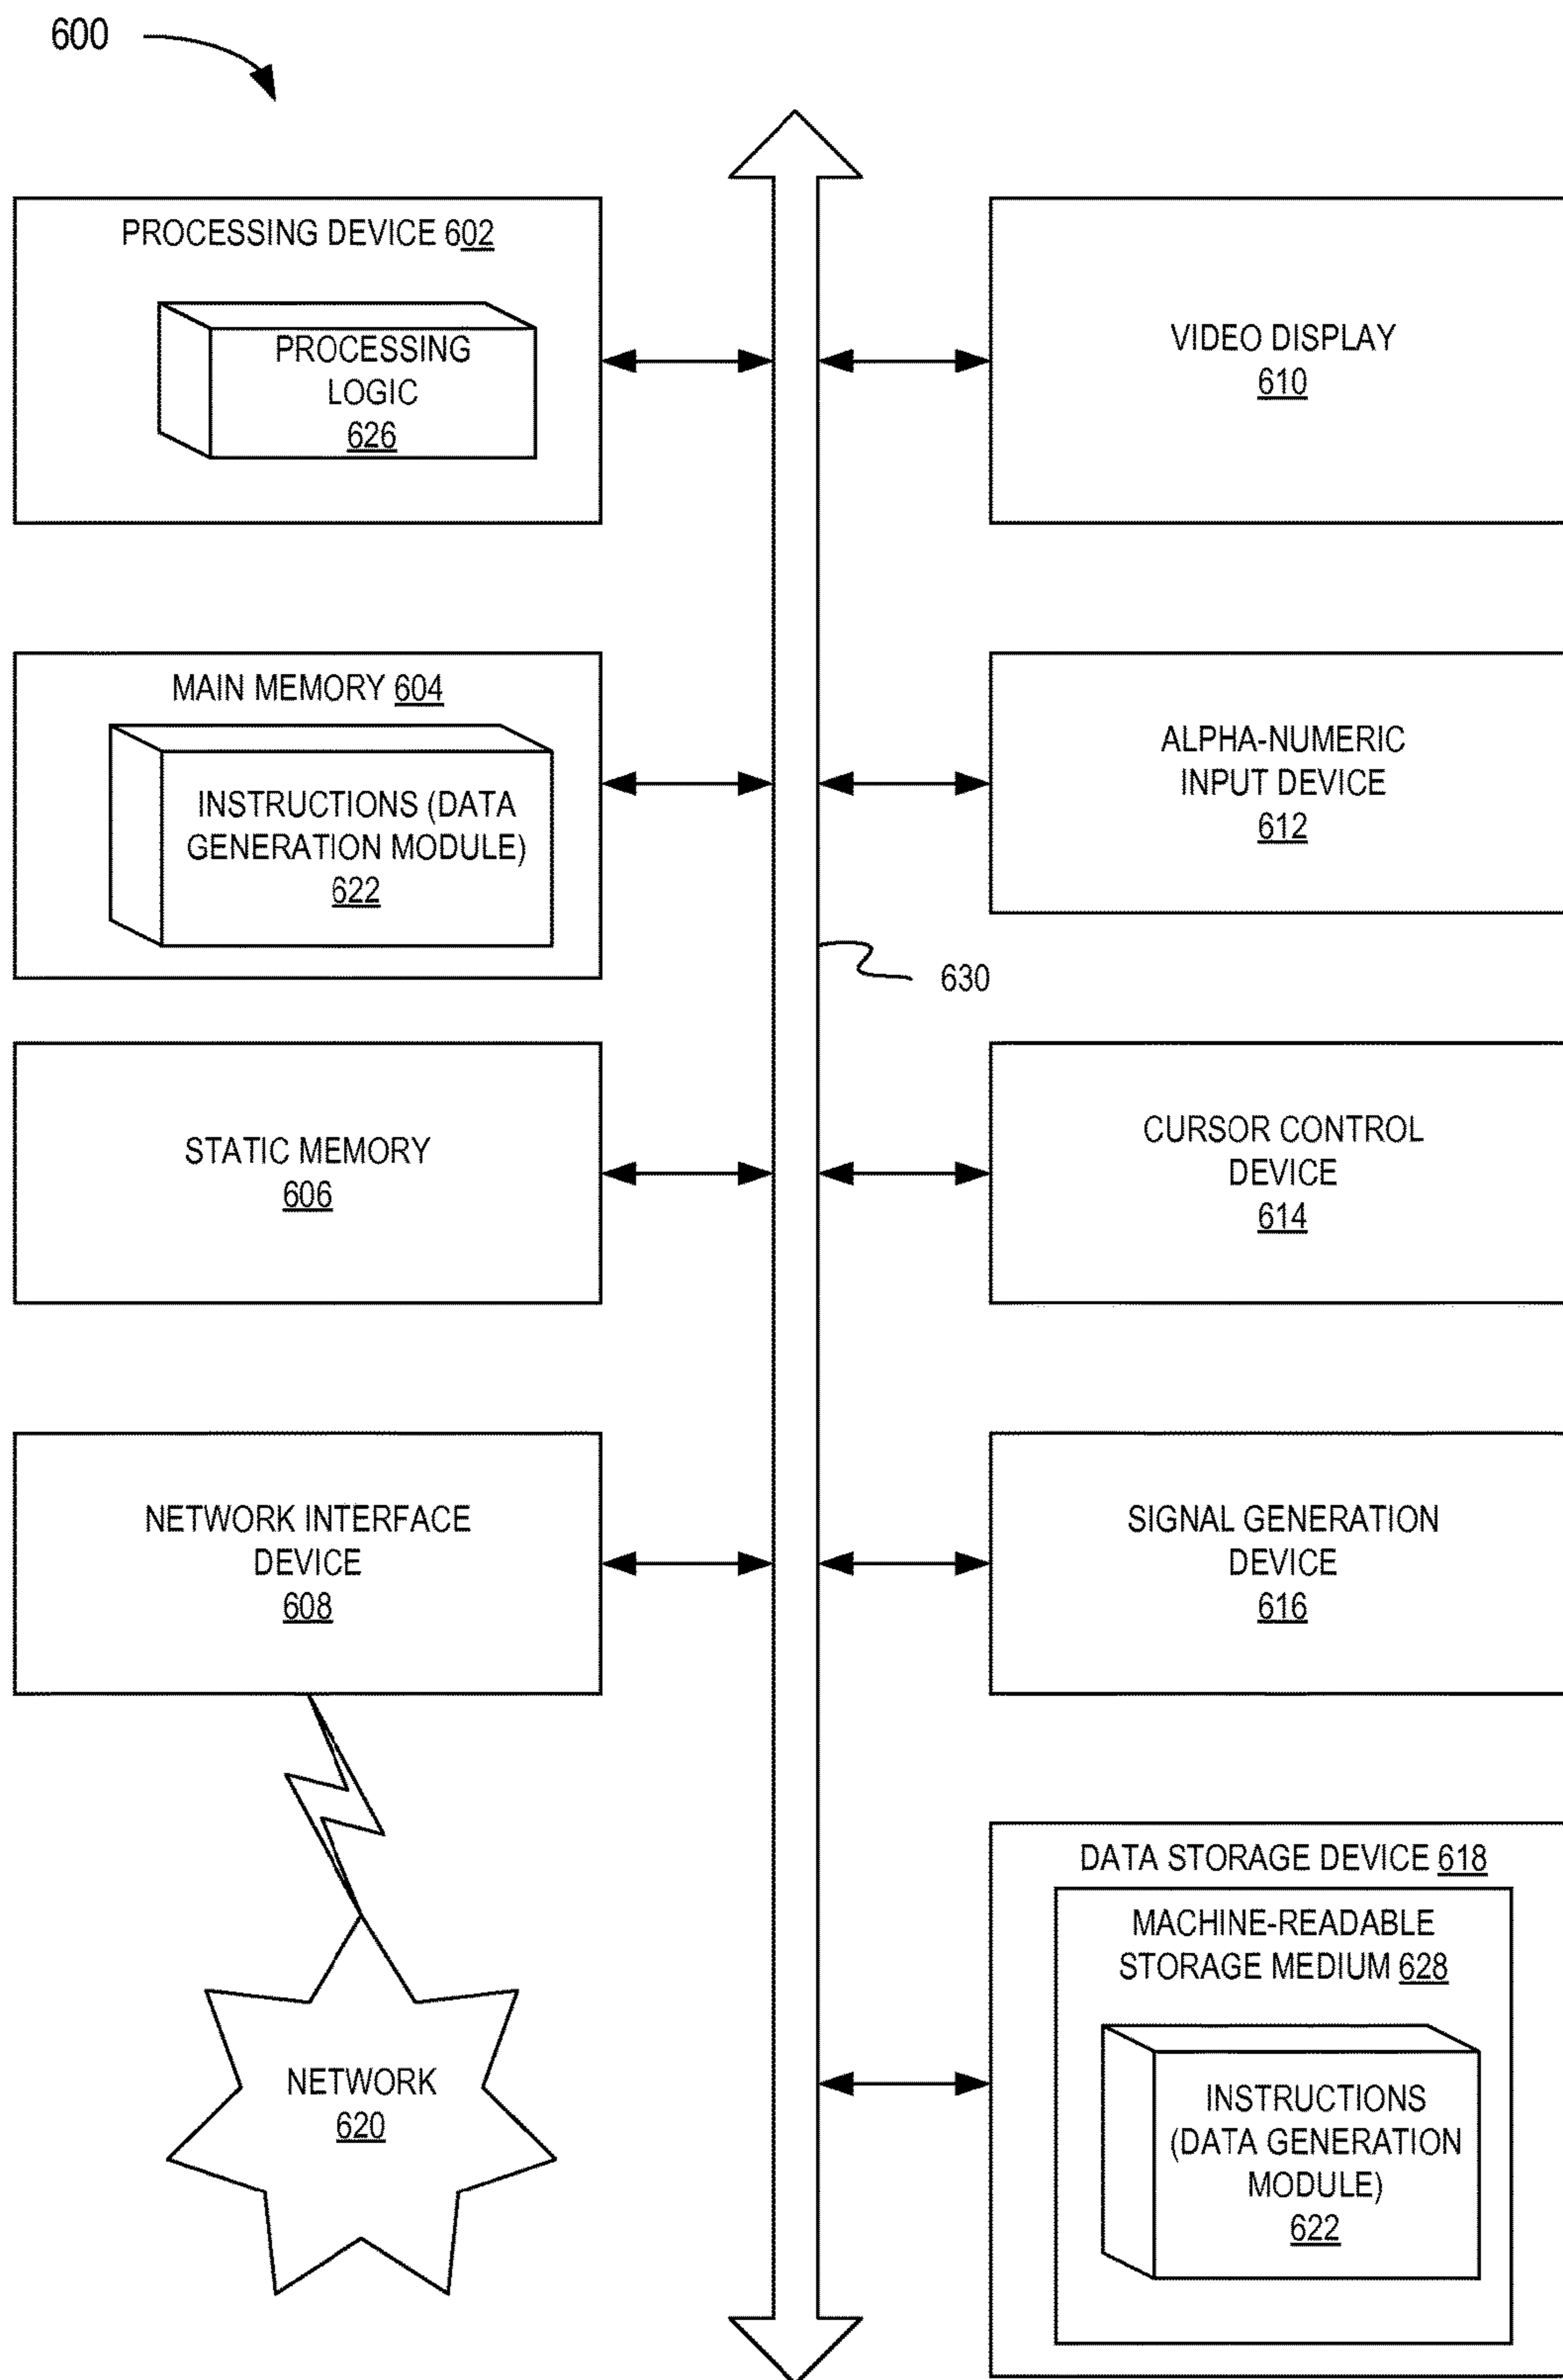 600
PROCESSING DEVICE 602
PROCESSING
LOGIC
626
VIDEO DISPLAY
610
MAIN MEMORY 604
INSTRUCTIONS (DATA
GENERATION MODULE)
622
ALPHA-NUMERIC
INPUT DEVICE
612
630
STATIC MEMORY
606
CURSOR CONTROL
DEVICE
614
NETWORK INTERFACE
DEVICE
608
SIGNAL GENERATION
DEVICE
616
NETWORK
620
DATA STORAGE DEVICE 618
MACHINE-READABLE
STORAGE MEDIUM 628
INSTRUCTIONS
(DATA GENERATION
MODULE)
622